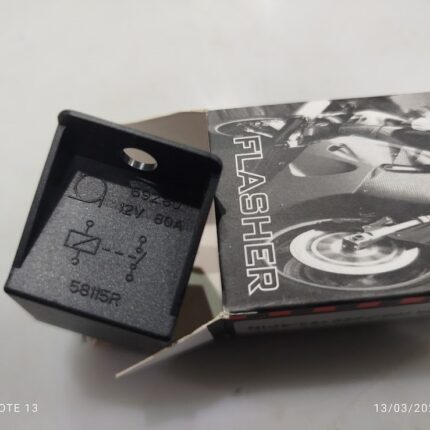 12V 80A
58115R
FLASHER
OTE 13
13/03/20